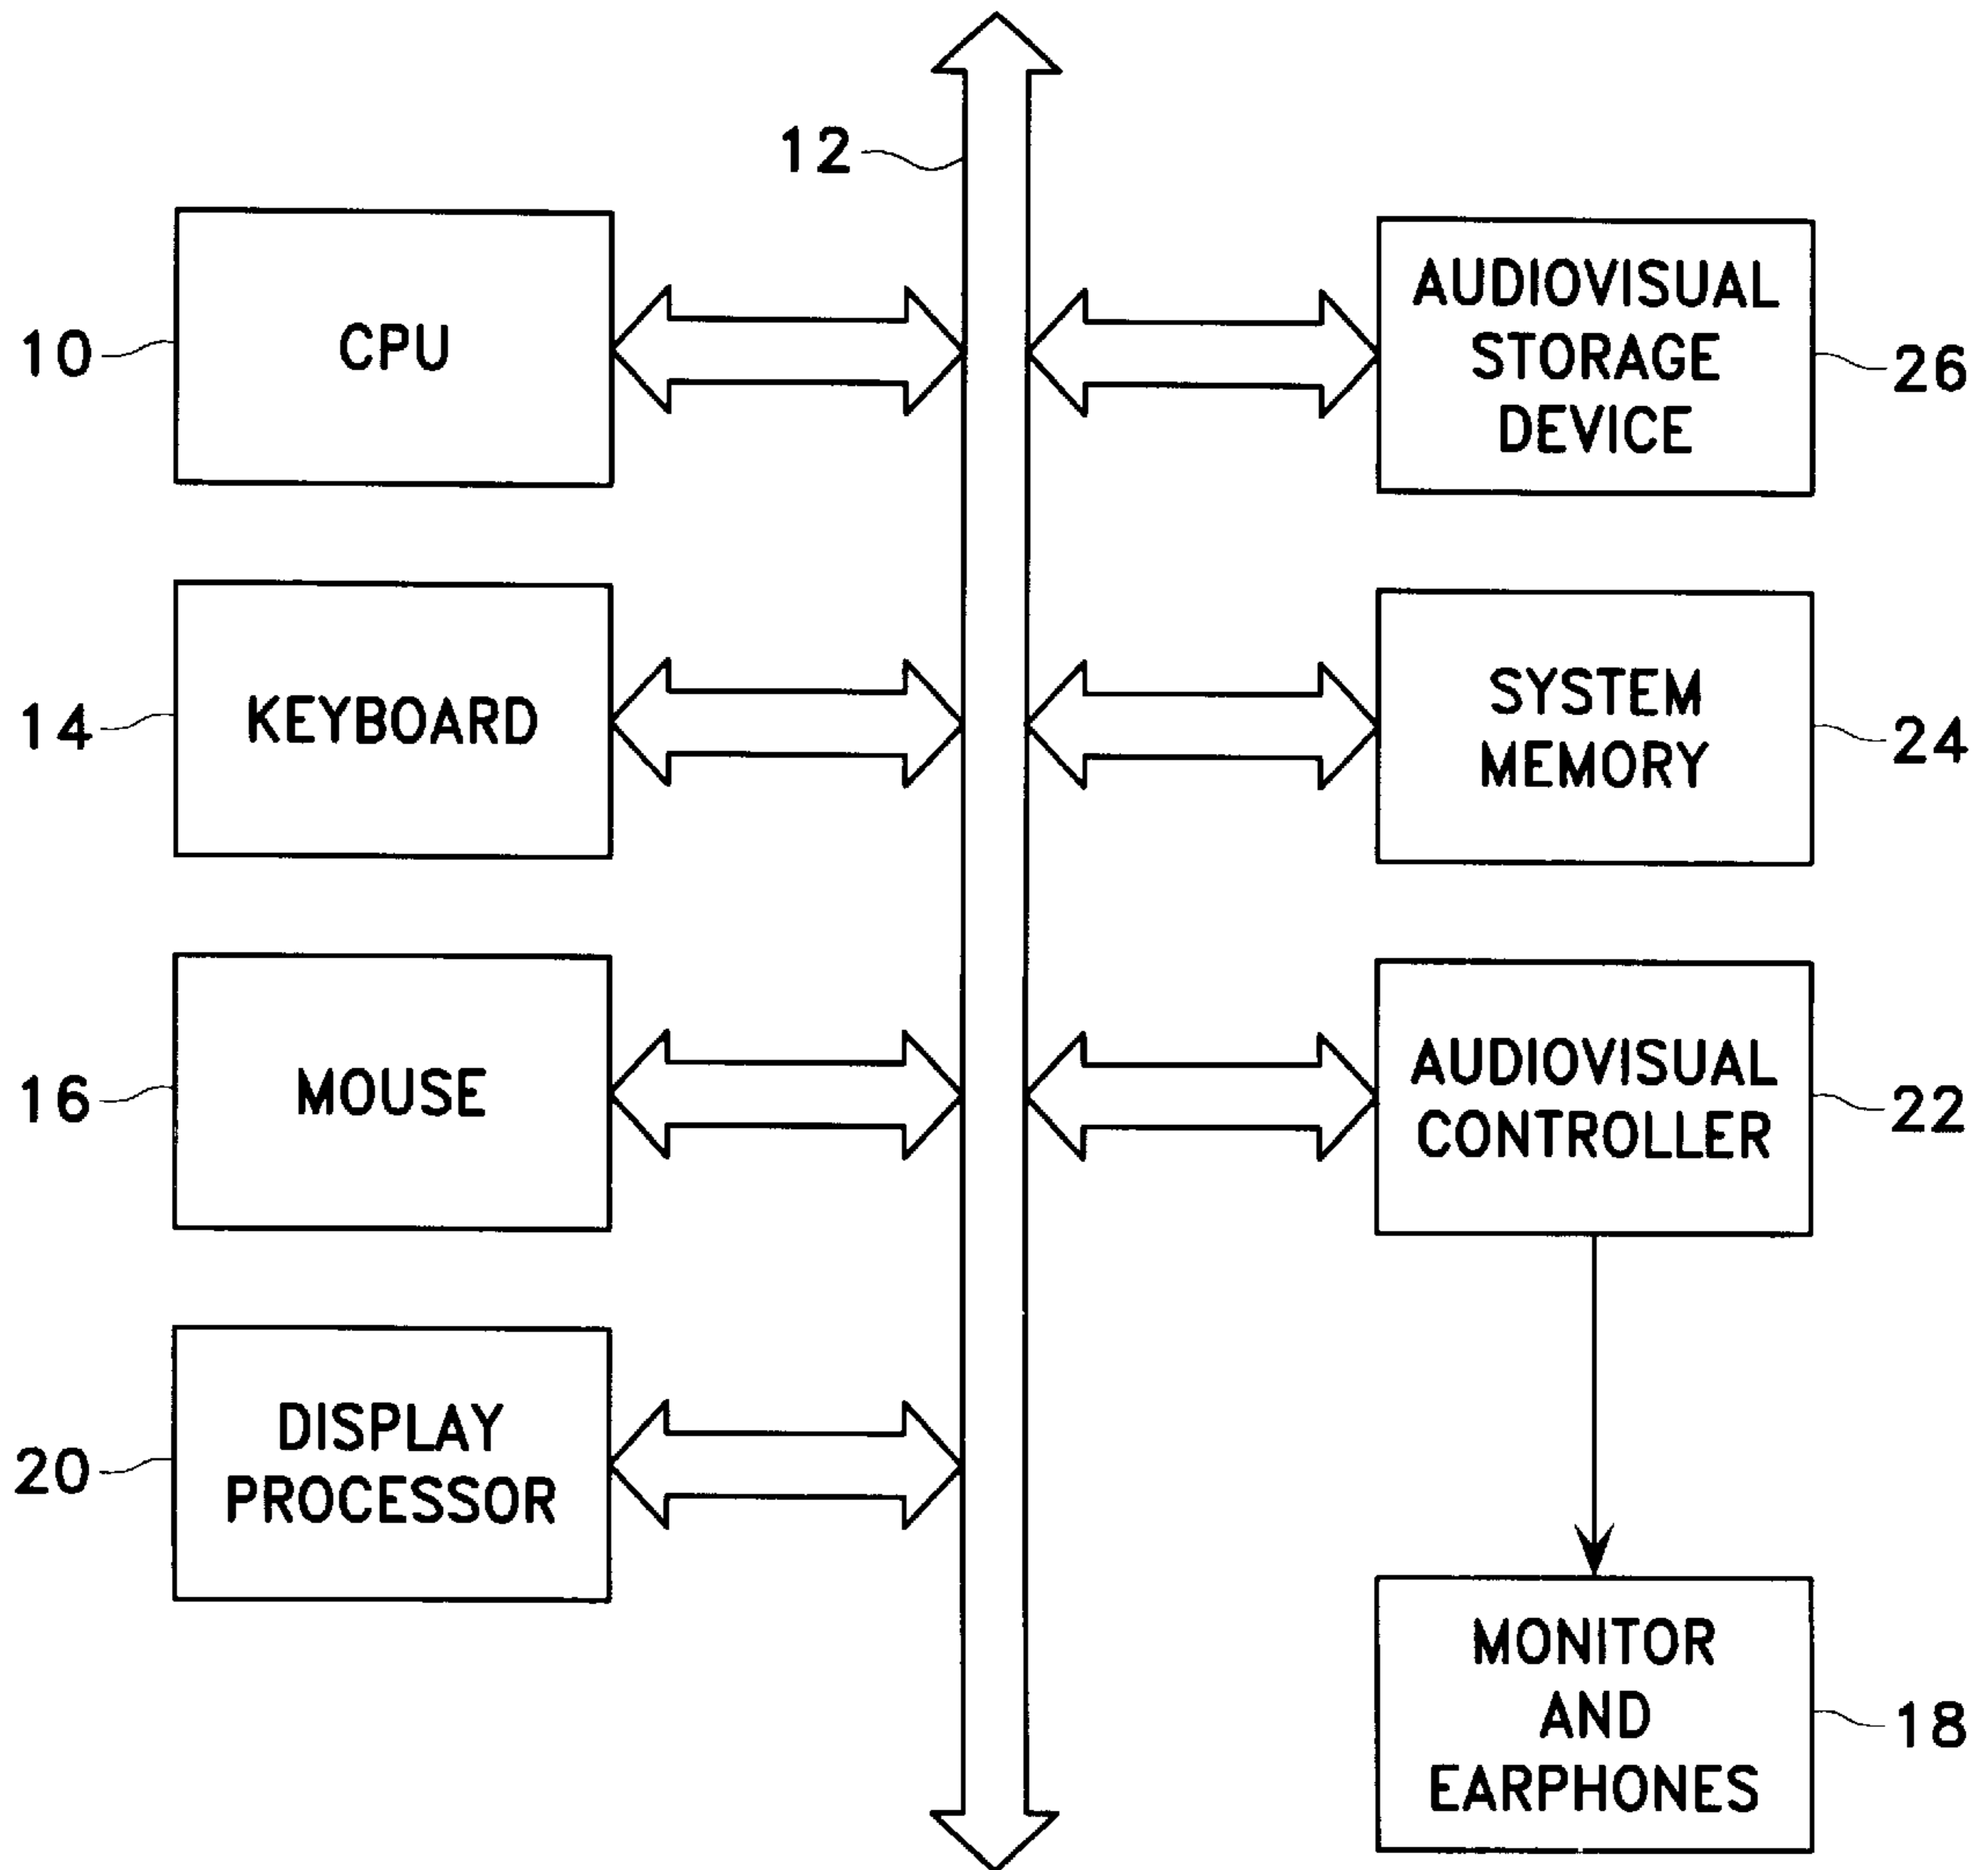 12
10
CPU
AUDIOVISUAL
STORAGE
DEVICE
26
14
KEYBOARD
SYSTEM
MEMORY
24
16
MOUSE
AUDIOVISUAL
CONTROLLER
22
20
DISPLAY
PROCESSOR
MONITOR
AND
EARPHONES
18